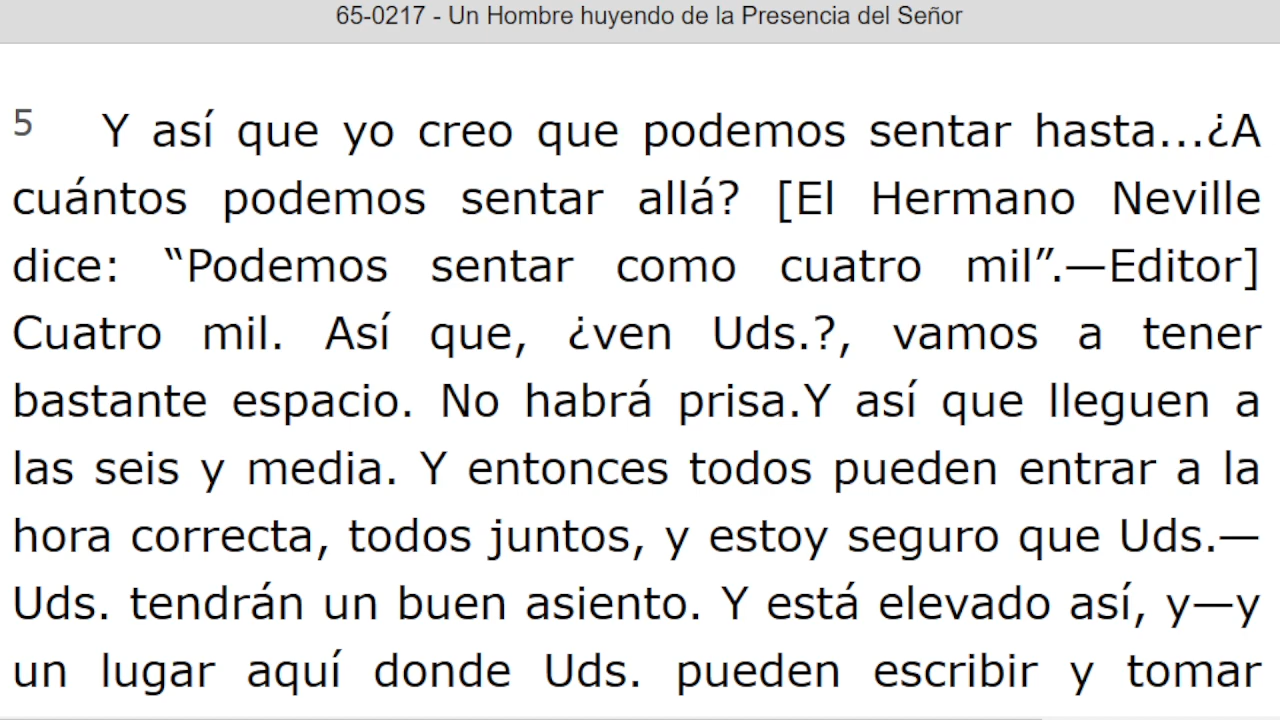 65-0217 - Un Hombre huyendo de la Presencia del Señor
5 Y así que yo creo que podemos sentar hasta...¿A
cuántos podemos sentar allá? [El Hermano Neville
dice: “Podemos sentar como cuatro mil”.—Editor]
Cuatro mil. Así que, ¿ven Uds.?, vamos a tener
bastante espacio. No habrá prisa.Y así que lleguen a
las seis y media. Y entonces todos pueden entrar a la
hora correcta, todos juntos, y estoy seguro que Uds.—
Uds. tendrán un buen asiento. Y está elevado así, y—y
un lugar aquí donde Uds. pueden escribir y tomar